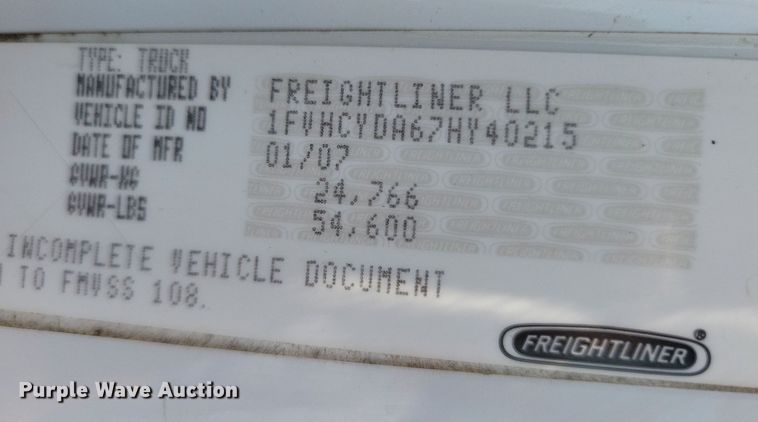 TYPE: TRUCK
MANUFACTURED BY FREIGHTLINER LLC
VEHICLE ID NO 1FVHCYDA67HY40215
DATE OF MFR 01/07
GVWR-KG 24,766
GVWR-LBS 54,600
INCOMPLETE VEHICLE DOCUMENT
TO FMVSS 108.
FREIGHTLINER®
Purple Wave Auction